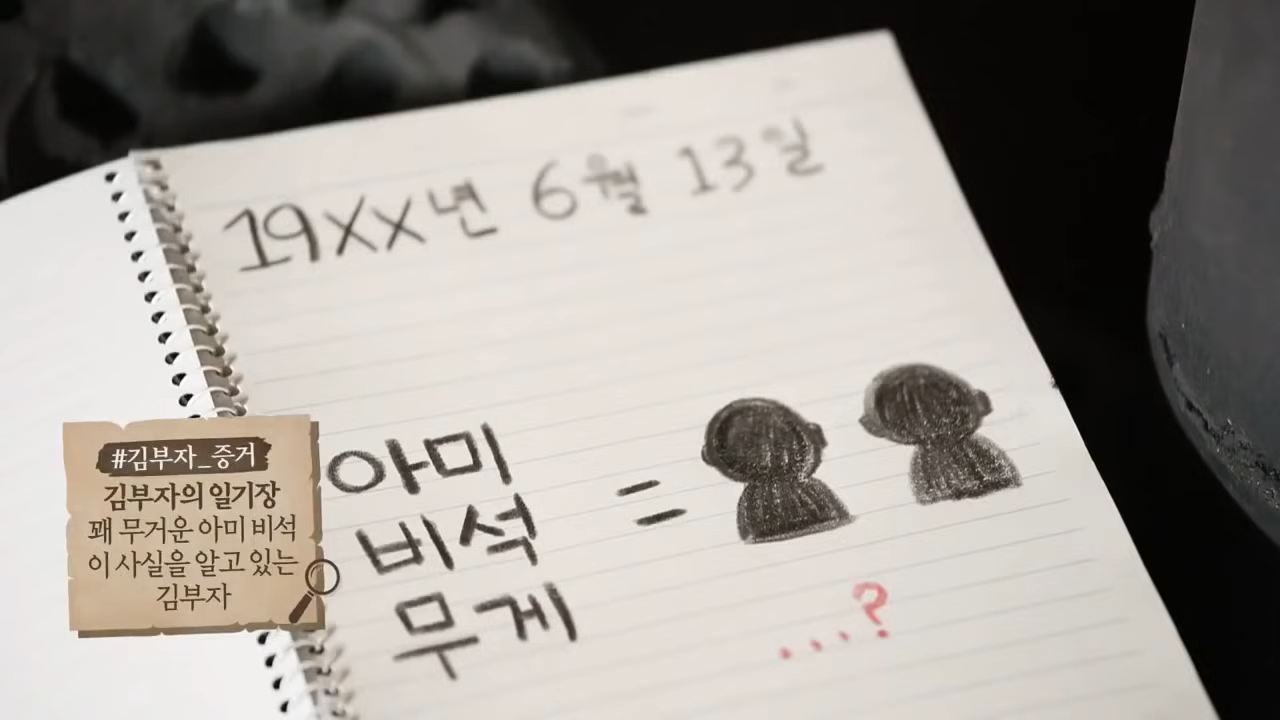 19XX년 6월 13일
아미
비석 =
무게
...?
#김부자_증거
김부자의 일기장
꽤 무거운 아미 비석
이 사실을 알고 있는
김부자